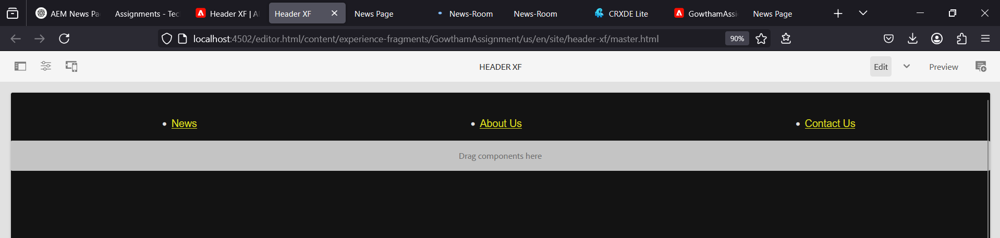 AEM News Pa
Assignments - Tec
Header XF | A
Header XF
News Page
News-Room
News-Room
CRXDE Lite
GowthamAssi
News Page
localhost:4502/editor.html/content/experience-fragments/GowthamAssignment/us/en/site/header-xf/master.html
90%
HEADER XF
Edit
Preview
News
About Us
Contact Us
Drag components here